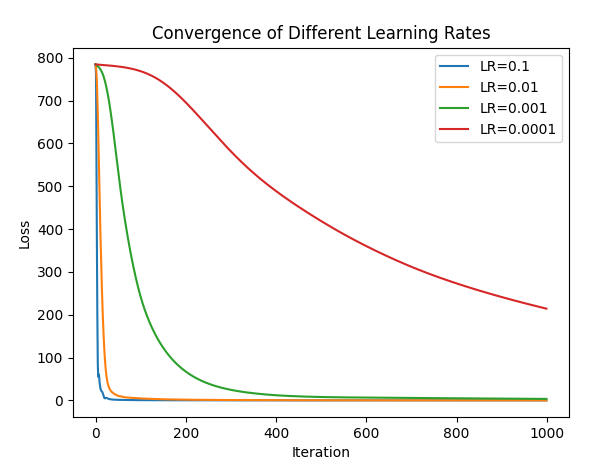 Convergence of Different Learning Rates
LR=0.1
LR=0.01
LR=0.001
LR=0.0001
Loss
800
700
600
500
400
300
200
100
0
0 200 400 600 800 1000
Iteration